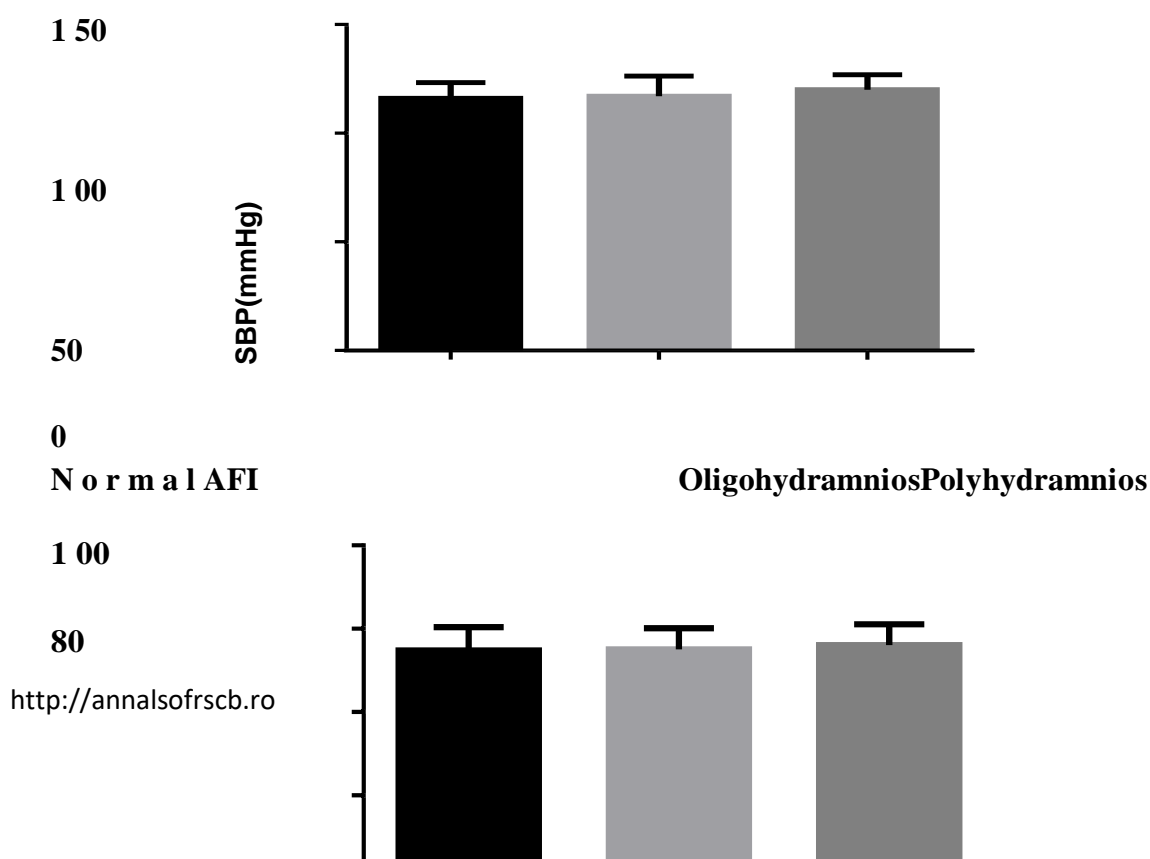 1 50
1 00
SBP(mmHg)
50
0
N o r m a l AFI OligohydramniosPolyhydramnios
1 00
80
http://annalsofrscb.ro